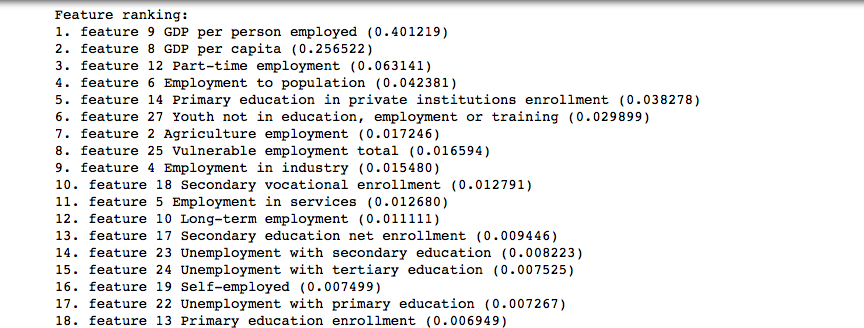 Feature ranking:
1. feature 9 GDP per person employed (0.401219)
2. feature 8 GDP per capita (0.256522)
3. feature 12 Part-time employment (0.063141)
4. feature 6 Employment to population (0.042381)
5. feature 14 Primary education in private institutions enrollment (0.038278)
6. feature 27 Youth not in education, employment or training (0.029899)
7. feature 2 Agriculture employment (0.017246)
8. feature 25 Vulnerable employment total (0.016594)
9. feature 4 Employment in industry (0.015480)
10. feature 18 Secondary vocational enrollment (0.012791)
11. feature 5 Employment in services (0.012680)
12. feature 10 Long-term employment (0.011111)
13. feature 17 Secondary education net enrollment (0.009446)
14. feature 23 Unemployment with secondary education (0.008223)
15. feature 24 Unemployment with tertiary education (0.007525)
16. feature 19 Self-employed (0.007499)
17. feature 22 Unemployment with primary education (0.007267)
18. feature 13 Primary education enrollment (0.006949)